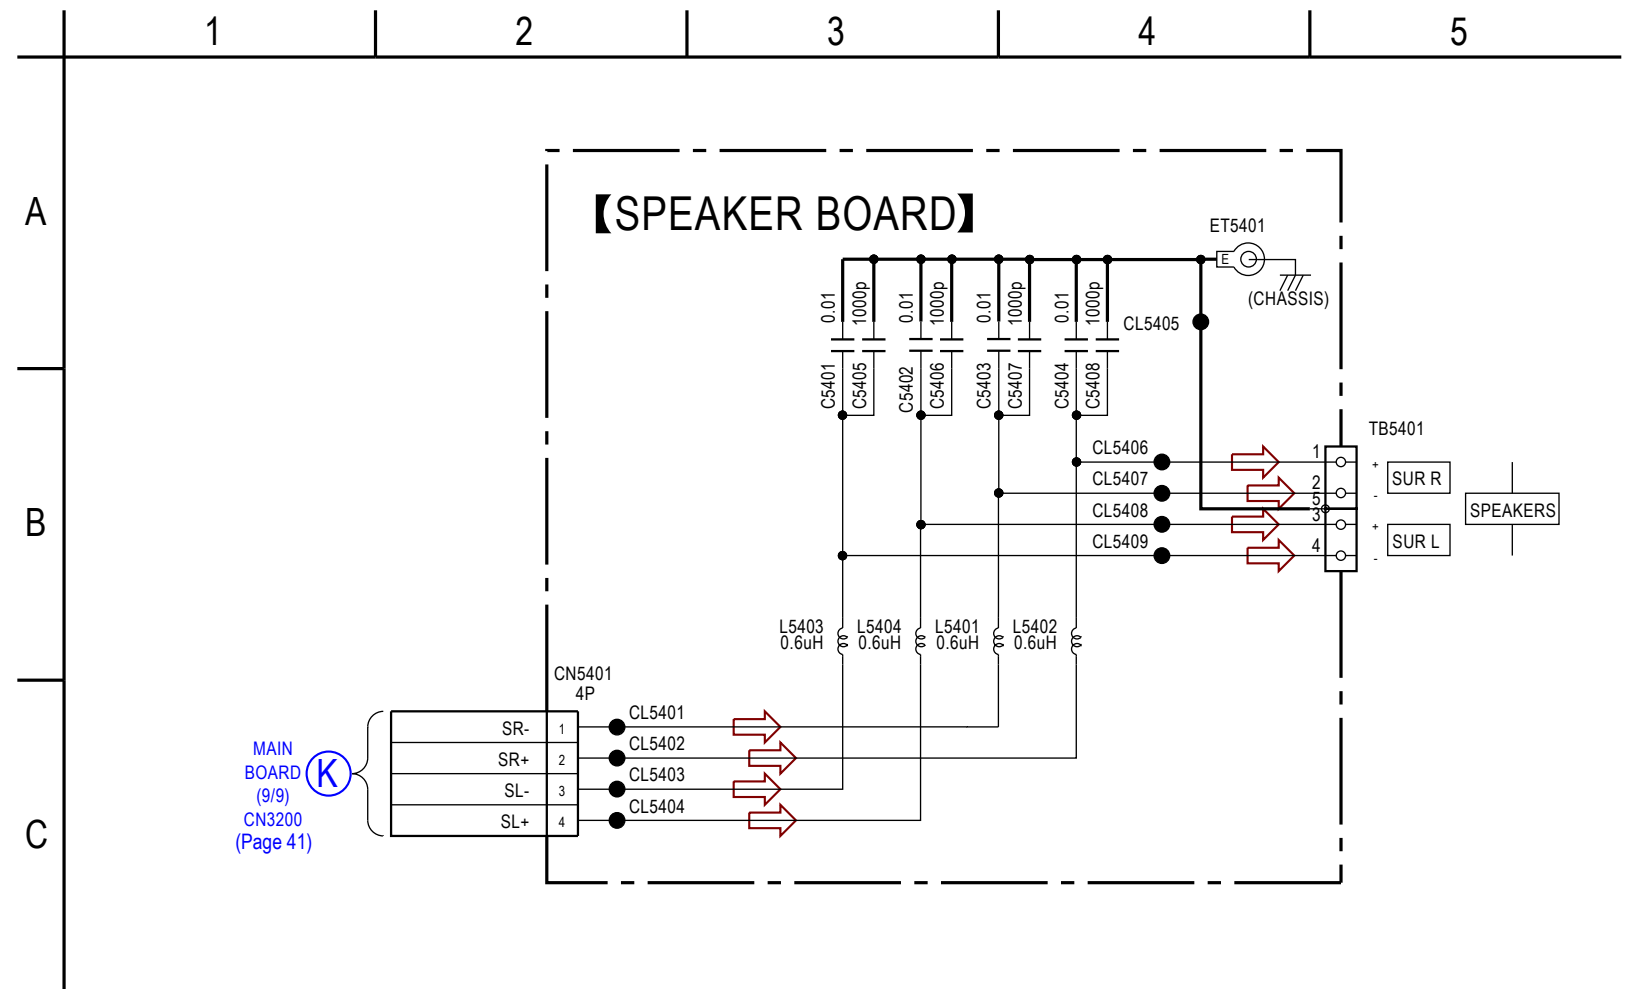 1 2 3 4 5
A
B
C
【SPEAKER BOARD】
ET5401
E
(CHASSIS)
0.01 1000p 0.01 1000p 0.01 1000p 0.01 1000p
CL5405
C5401 C5405 C5402 C5406 C5403 C5407 C5404 C5408
TB5401
CL5406 1 +
SUR R
CL5407 2 -
5
CL5408 3 +
SUR L
CL5409 4 -
SPEAKERS
L5403 L5404 L5401 L5402
0.6uH 0.6uH 0.6uH 0.6uH
CN5401
4P
SR- 1 CL5401
SR+ 2 CL5402
SL- 3 CL5403
SL+ 4 CL5404
MAIN
BOARD
(9/9)
CN3200
(Page 41)
K